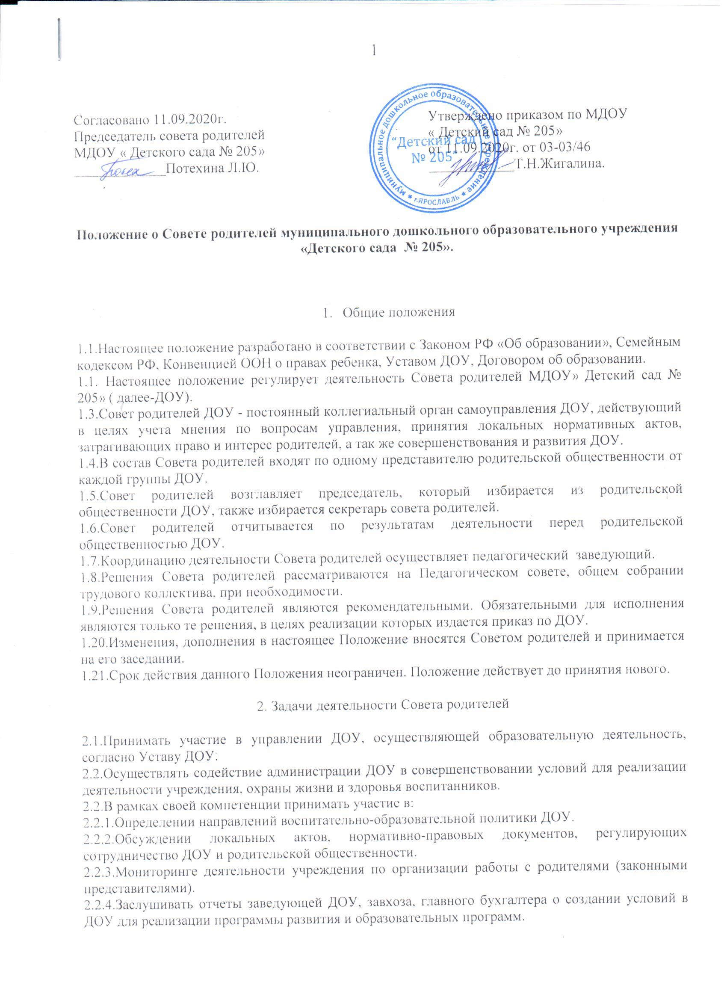 1
Согласовано 11.09.2020г.
Председатель совета родителей
МДОУ « Детского сада № 205»
_____________Потехина Л.Ю.
Утверждено приказом по МДОУ
« Детский сад № 205»
от 11.09.2020г. от 03-03/46
____________Т.Н.Жигалина.
муниципальное дошкольное образовательное учреждение
* г.ЯРОСЛАВЛЬ *
“Детский сад
№ 205”
Положение о Совете родителей муниципального дошкольного образовательного учреждения
«Детского сада № 205».
1. Общие положения
1.1.Настоящее положение разработано в соответствии с Законом РФ «Об образовании», Семейным
кодексом РФ, Конвенцией ООН о правах ребенка, Уставом ДОУ, Договором об образовании.
1.1. Настоящее положение регулирует деятельность Совета родителей МДОУ» Детский сад №
205» ( далее-ДОУ).
1.3.Совет родителей ДОУ - постоянный коллегиальный орган самоуправления ДОУ, действующий
в целях учета мнения по вопросам управления, принятия локальных нормативных актов,
затрагивающих право и интерес родителей, а так же совершенствования и развития ДОУ.
1.4.В состав Совета родителей входят по одному представителю родительской общественности от
каждой группы ДОУ.
1.5.Совет родителей возглавляет председатель, который избирается из родительской
общественности ДОУ, также избирается секретарь совета родителей.
1.6.Совет родителей отчитывается по результатам деятельности перед родительской
общественностью ДОУ.
1.7.Координацию деятельности Совета родителей осуществляет педагогический заведующий.
1.8.Решения Совета родителей рассматриваются на Педагогическом совете, общем собрании
трудового коллектива, при необходимости.
1.9.Решения Совета родителей являются рекомендательными. Обязательными для исполнения
являются только те решения, в целях реализации которых издается приказ по ДОУ.
1.20.Изменения, дополнения в настоящее Положение вносятся Советом родителей и принимается
на его заседании.
1.21.Срок действия данного Положения неограничен. Положение действует до принятия нового.
2. Задачи деятельности Совета родителей
2.1.Принимать участие в управлении ДОУ, осуществляющей образовательную деятельность,
согласно Уставу ДОУ;
2.2.Осуществлять содействие администрации ДОУ в совершенствовании условий для реализации
деятельности учреждения, охраны жизни и здоровья воспитанников.
2.2.В рамках своей компетенции принимать участие в:
2.2.1.Определении направлений воспитательно-образовательной политики ДОУ.
2.2.2.Обсуждении локальных актов, нормативно-правовых документов, регулирующих
сотрудничество ДОУ и родительской общественности.
2.2.3.Мониторинге деятельности учреждения по организации работы с родителями (законными
представителями).
2.2.4.Заслушивать отчеты заведующей ДОУ, завхоза, главного бухгалтера о создании условий в
ДОУ для реализации программы развития и образовательных программ.